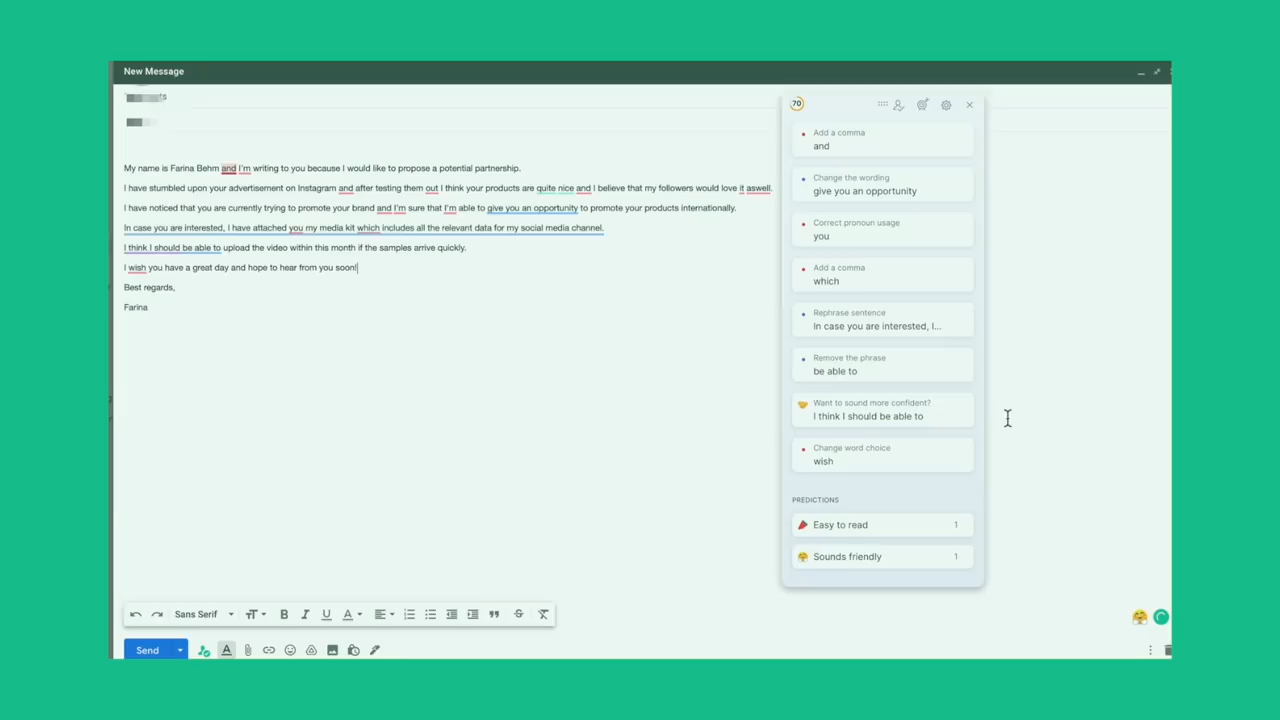 New Message
My name is Farina Behm and I'm writing to you because I would like to propose a potential partnership.
I have stumbled upon your advertisement on Instagram and after testing them out I think your products are quite nice and I believe that my followers would love it aswell.
I have noticed that you are currently trying to promote your brand and I'm sure that I'm able to give you an opportunity to promote your products internationally.
In case you are interested, I have attached you my media kit which includes all the relevant data for my social media channel.
I think I should be able to upload the video within this month if the samples arrive quickly.
I wish you have a great day and hope to hear from you soon!
Best regards,
Farina
70
Add a comma
and
Change the wording
give you an opportunity
Correct pronoun usage
you
Add a comma
which
Rephrase sentence
In case you are interested, I...
Remove the phrase
be able to
Want to sound more confident?
I think I should be able to
Change word choice
wish
PREDICTIONS
Easy to read 1
Sounds friendly 1
Sans Serif
Send